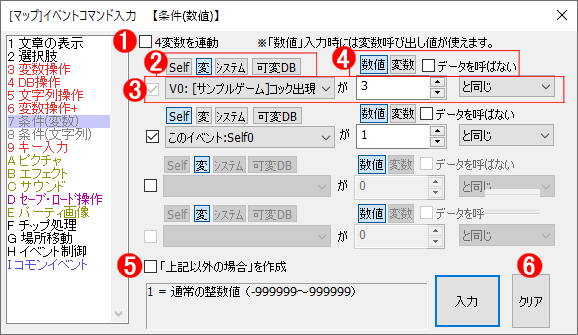 [マップ]イベントコマンド入力 【条件(数値)】
1 文章の表示
2 選択肢
3 変数操作
4 DB操作
5 文字列操作
6 変数操作+
7 条件(変数)
8 条件(文字列)
9 キー入力
A ピクチャ
B エフェクト
C サウンド
D セーブ・ロード操作
E パーティ画像
F チップ処理
G 場所移動
H イベント制御
I コモンイベント
1 4変数を連動 ※「数値」入力時には変数呼び出し値が使えます。
2 Self 変 システム 可変DB 4 数値 変数 データを呼ばない
3 V0: [サンプルゲーム]コック出現 が 3 と同じ
Self 変 システム 可変DB 数値 変数 データを呼ばない
このイベント:Self0 が 1 と同じ
Self 変 システム 可変DB 数値 変数 データを呼ばない
が 0 と同じ
Self 変 システム 可変DB 数値 変数 データを呼
が 0 と同じ
5 「上記以外の場合」を作成
1 = 通常の整数値 (-999999～999999)
入力
6 クリア